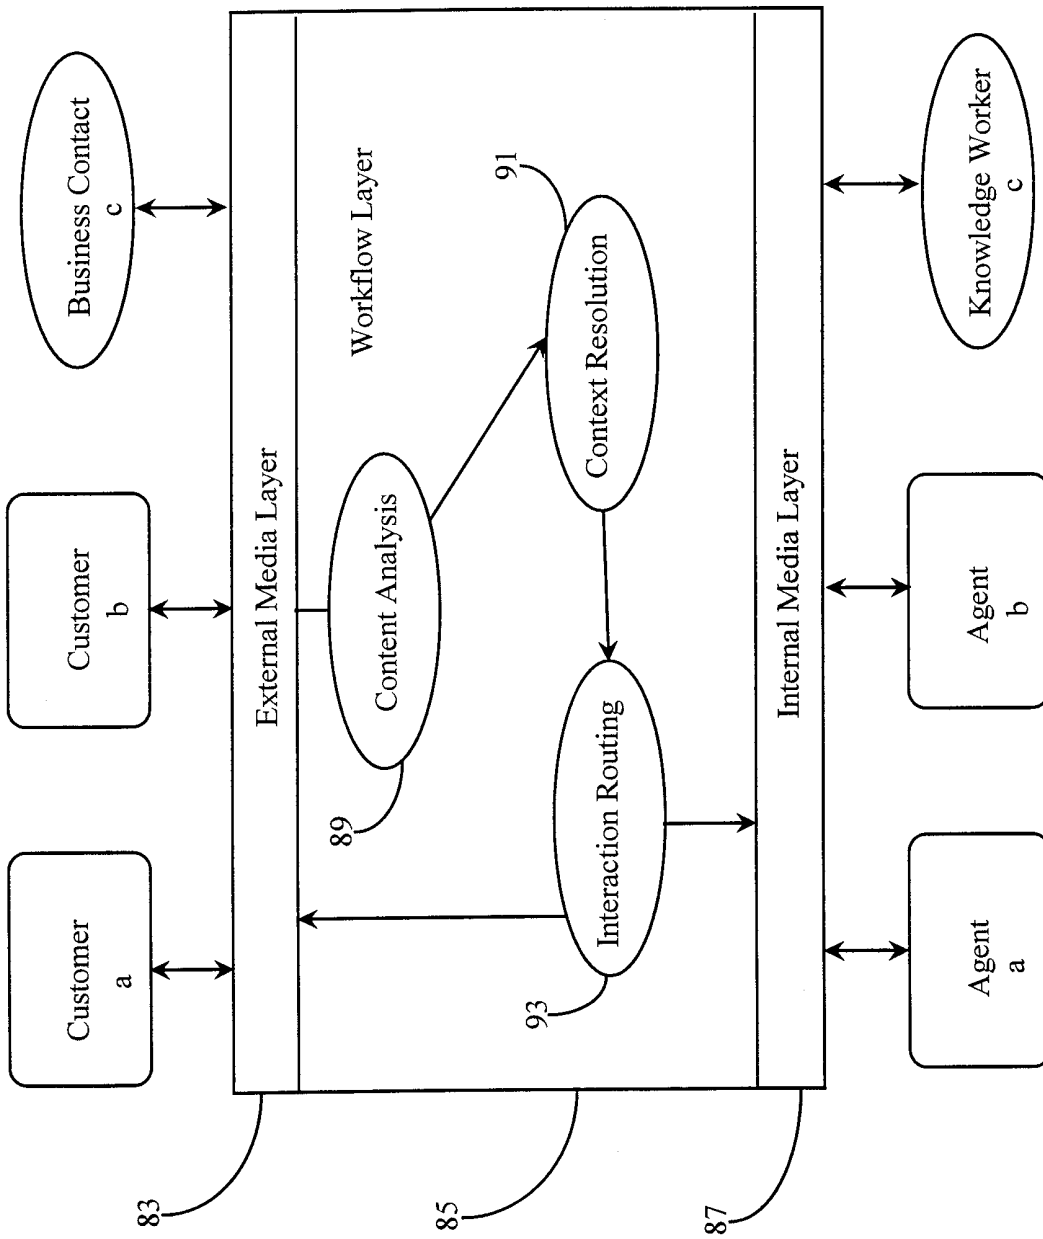 Customer
a
Customer
b
Business Contact
c
83
External Media Layer
85
Workflow Layer
89
Content Analysis
91
Context Resolution
93
Interaction Routing
87
Internal Media Layer
Agent
a
Agent
b
Knowledge Worker
c